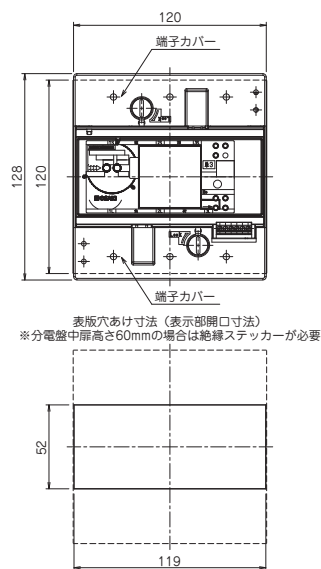 120
端子カバー
128
120
端子カバー
表版穴あけ寸法（表示部開口寸法）
※分電盤中扉高さ60mmの場合は絶縁ステッカーが必要
52
119